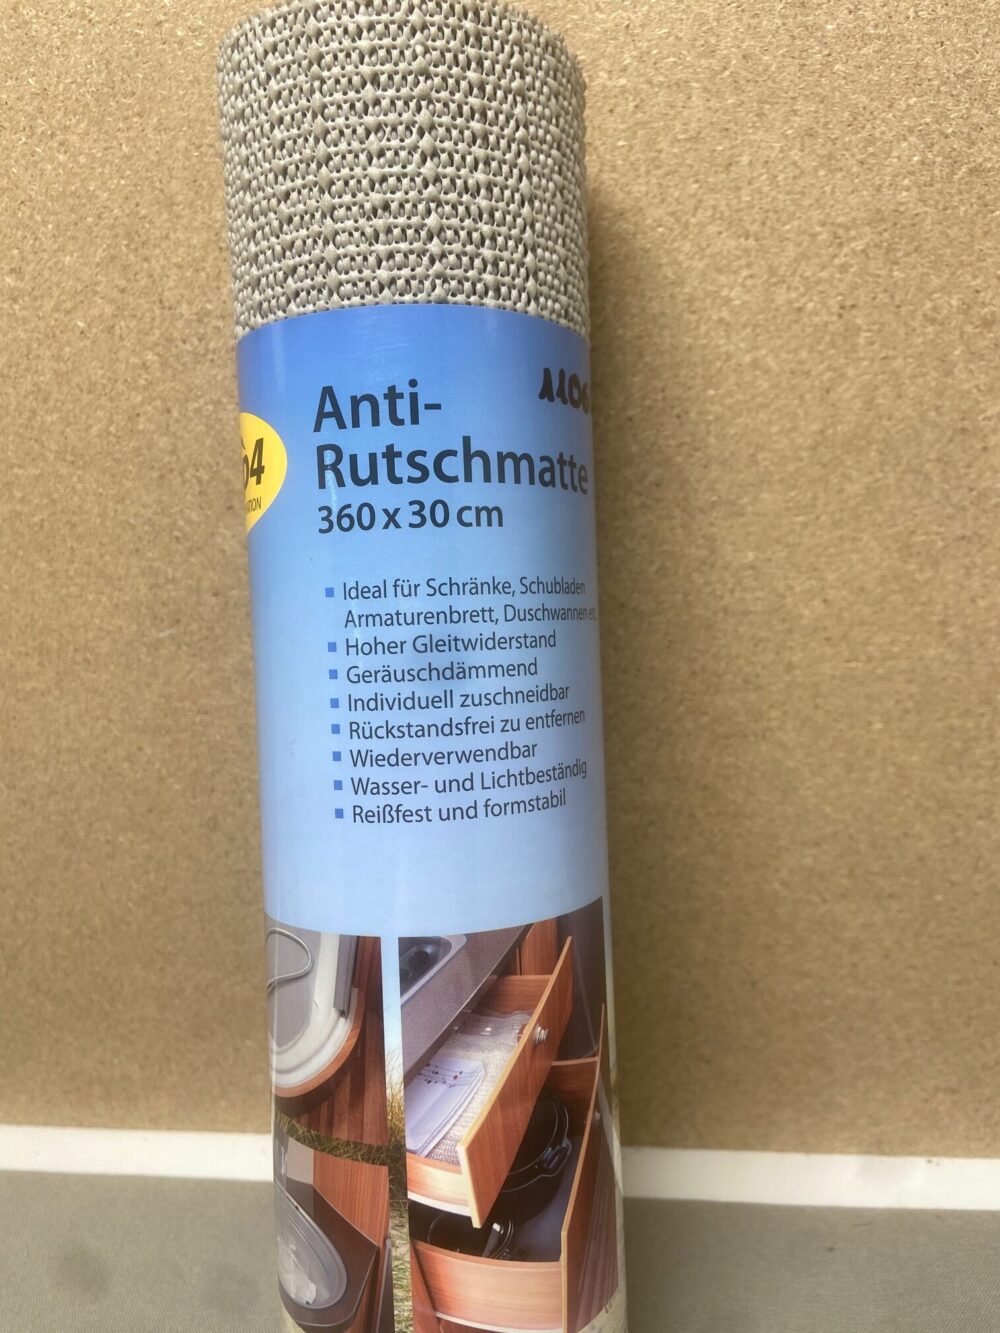 Anti-
Rutschmatte
360 x 30 cm
Ideal für Schränke, Schubladen
Armaturenbrett, Duschwannen etc.
Hoher Gleitwiderstand
Geräuschdämmend
Individuell zuschneidbar
Rückstandsfrei zu entfernen
Wiederverwendbar
Wasser- und Lichtbeständig
Reißfest und formstabil